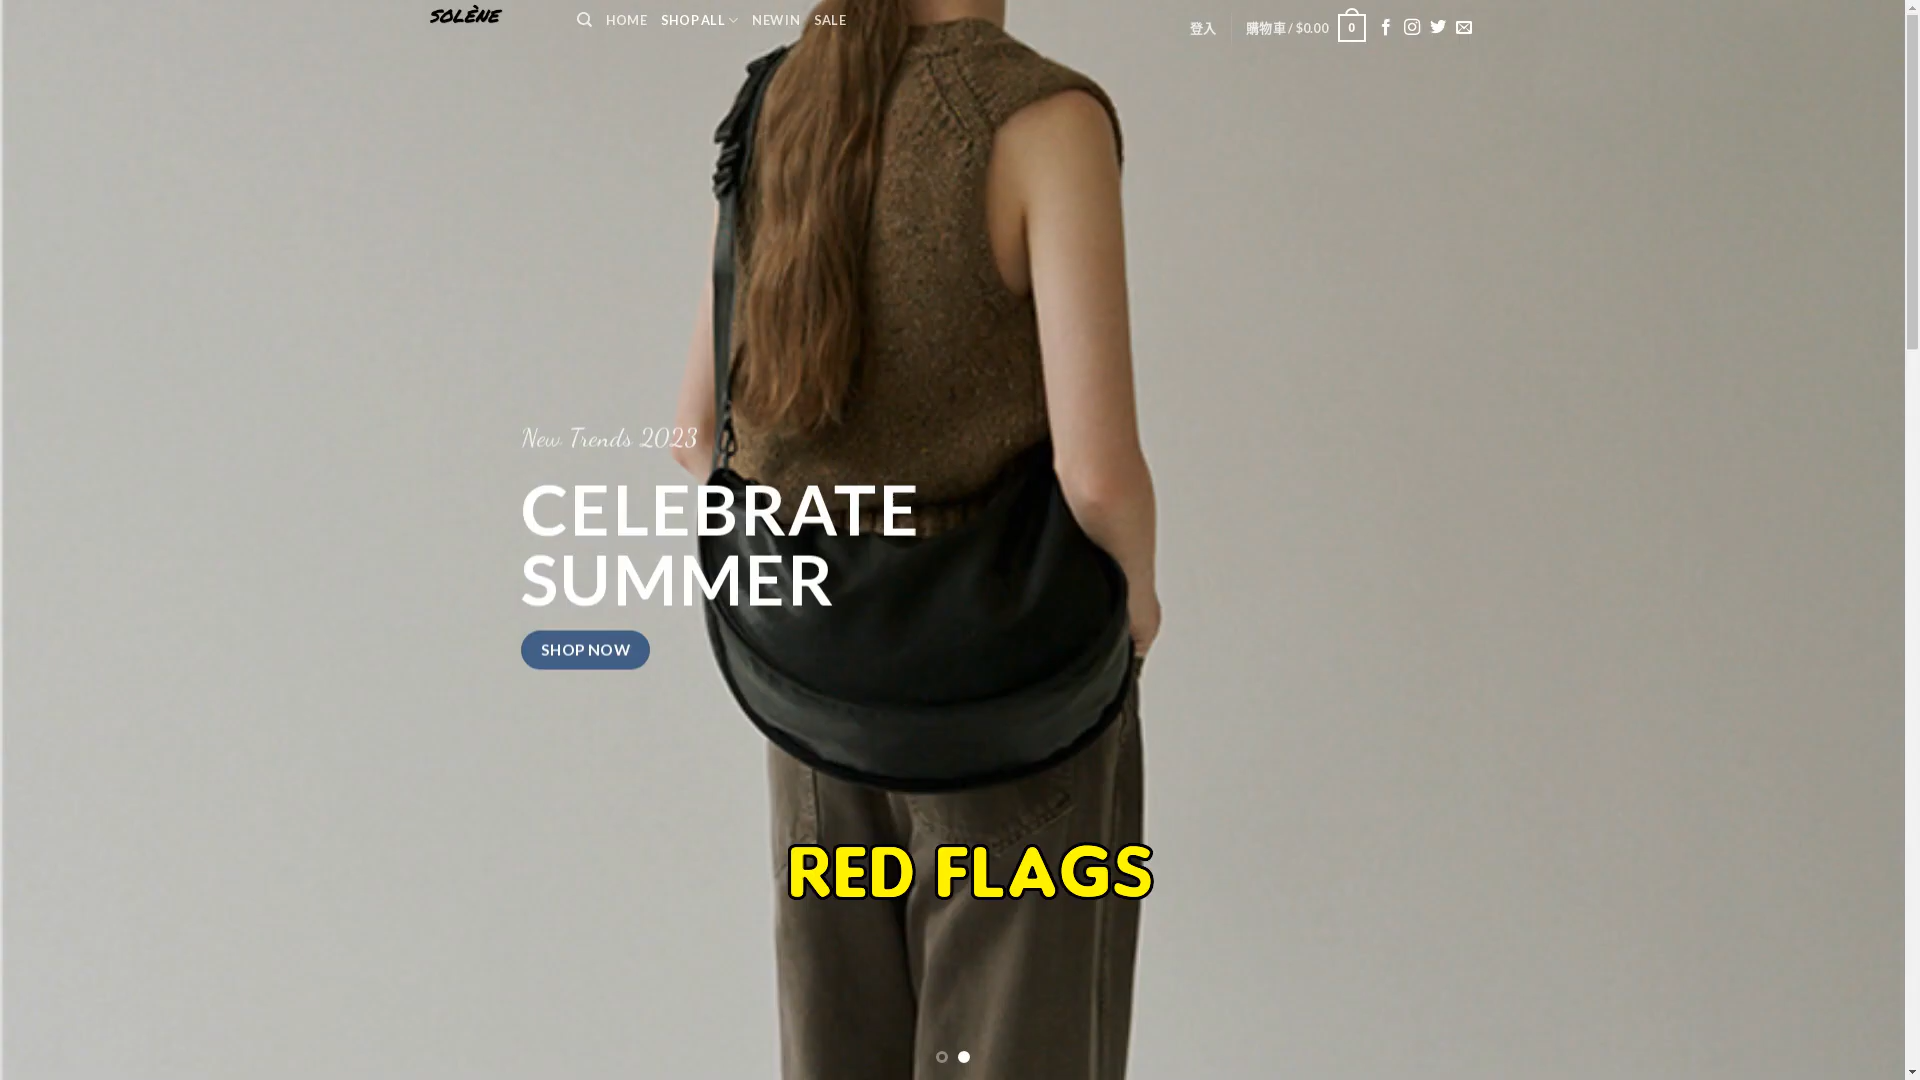 SOLÈNE
HOME SHOP ALL NEW IN SALE
登入 購物車 / $0.00 0
New Trends 2023
CELEBRATE
SUMMER
SHOP NOW
RED FLAGS